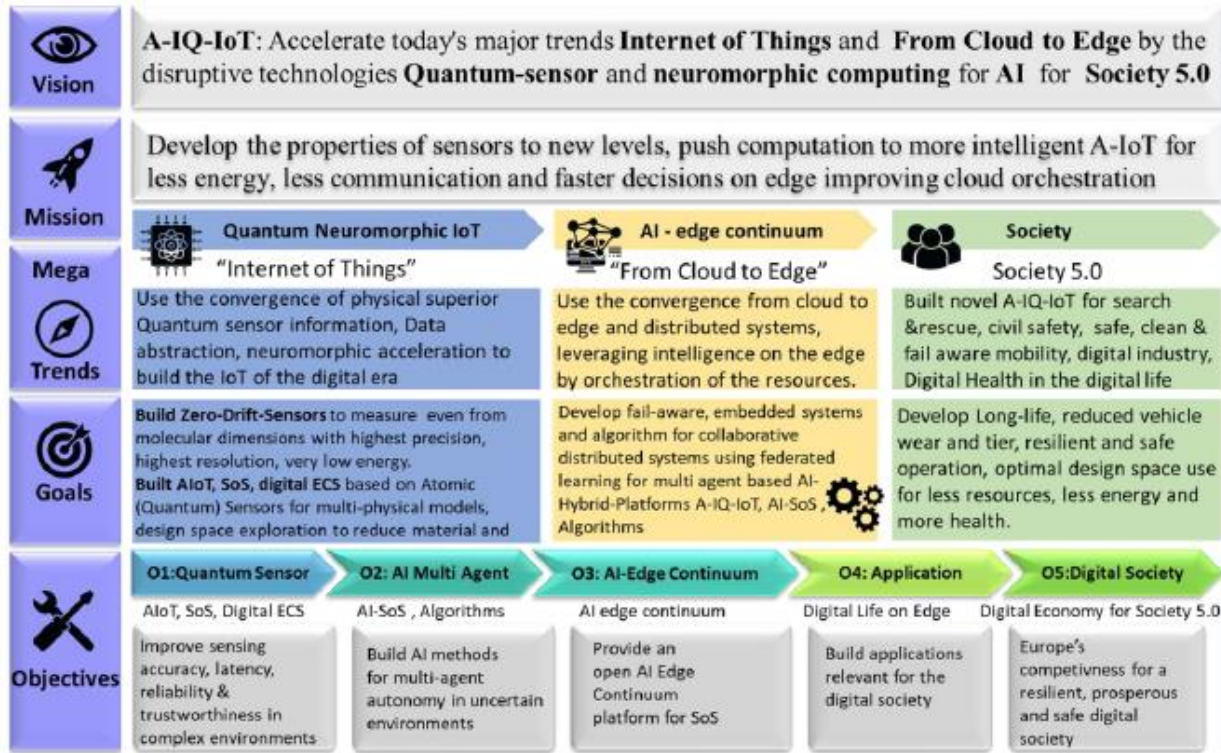 Vision
A-IQ-IoT: Accelerate today's major trends Internet of Things and From Cloud to Edge by the
disruptive technologies Quantum-sensor and neuromorphic computing for AI for Society 5.0
Mission
Develop the properties of sensors to new levels, push computation to more intelligent A-IoT for
less energy, less communication and faster decisions on edge improving cloud orchestration
Mega
Trends
Quantum Neuromorphic IoT
"Internet of Things"
Use the convergence of physical superior
Quantum sensor information, Data
abstraction, neuromorphic acceleration to
build the IoT of the digital era
AI - edge continuum
"From Cloud to Edge"
Use the convergence from cloud to
edge and distributed systems,
leveraging intelligence on the edge
by orchestration of the resources.
Society
Society 5.0
Built novel A-IQ-IoT for search
&rescue, civil safety, safe, clean &
fail aware mobility, digital industry,
Digital Health in the digital life
Goals
Build Zero-Drift-Sensors to measure even from
molecular dimensions with highest precision,
highest resolution, very low energy.
Built AIoT, SoS, digital ECS based on Atomic
(Quantum) Sensors for multi-physical models,
design space exploration to reduce material and
Develop fail-aware, embedded systems
and algorithm for collaborative
distributed systems using federated
learning for multi agent based AI-
Hybrid-Platforms A-IQ-IoT, AI-SoS ,
Algorithms
Develop Long-life, reduced vehicle
wear and tier, resilient and safe
operation, optimal design space use
for less resources, less energy and
more health.
Objectives
O1:Quantum Sensor
AIoT, SoS, Digital ECS
Improve sensing
accuracy, latency,
reliability &
trustworthiness in
complex environments
O2: AI Multi Agent
AI-SoS , Algorithms
Build AI methods
for multi-agent
autonomy in uncertain
environments
O3: AI-Edge Continuum
AI edge continuum
Provide an
open AI Edge
Continuum
platform for SoS
O4: Application
Digital Life on Edge
Build applications
relevant for the
digital society
O5:Digital Society
Digital Economy for Society 5.0
Europe's
competivness for a
resilient, prosperous
and safe digital
society